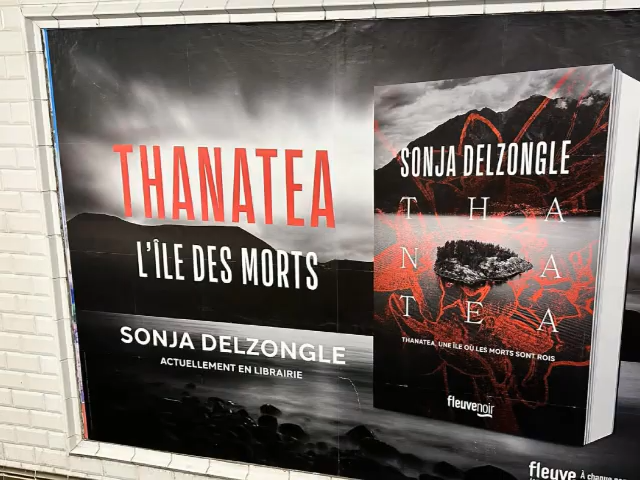 THANATEA
L'ÎLE DES MORTS
SONJA DELZONGLE
ACTUELLEMENT EN LIBRAIRIE
SONJA DELZONGLE
T H A
N A
T E A
THANATEA, UNE ÎLE OÙ LES MORTS SONT ROIS
fleuvenoir
fleuve À chaque